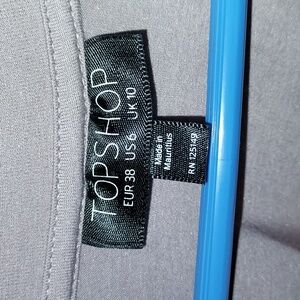 TOPSHOP
EUR 38 US 6 UK 10
Made in
Mauritius
RN 125149